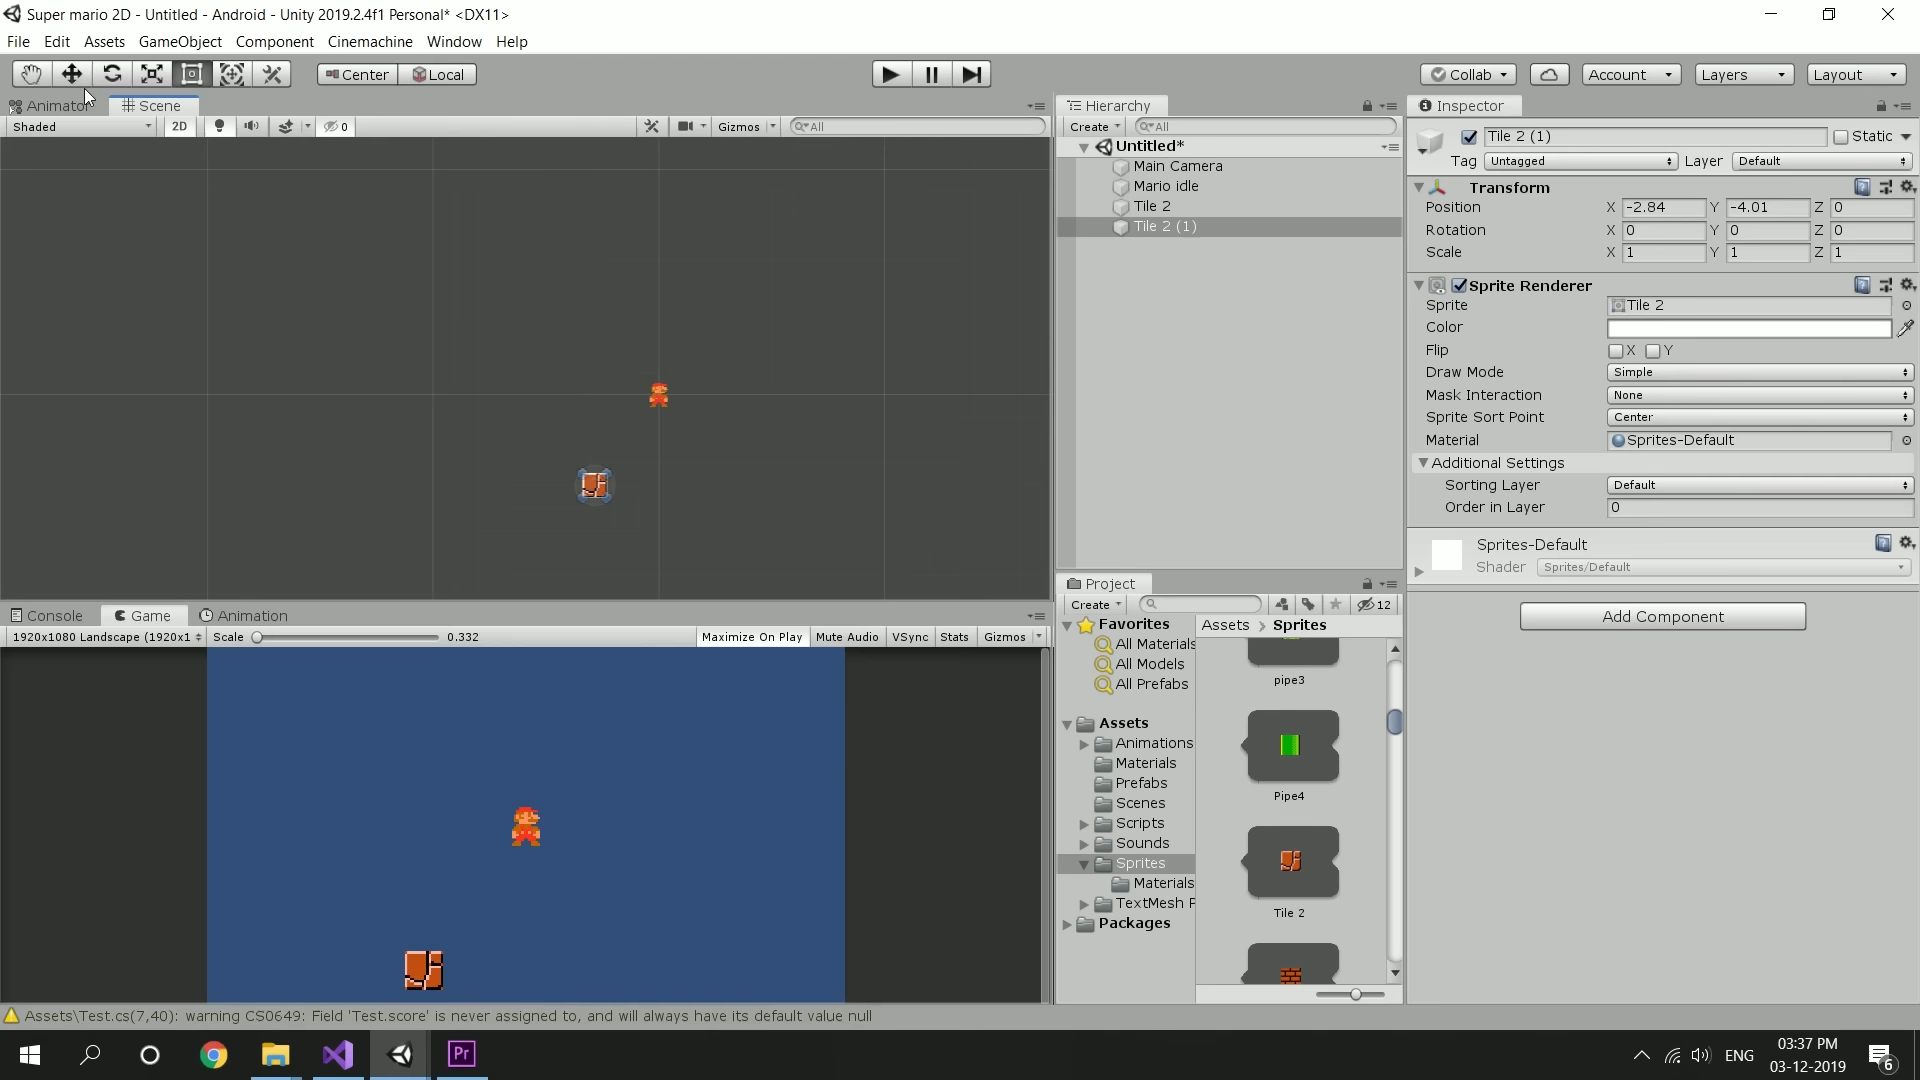 Super mario 2D - Untitled - Android - Unity 2019.2.4f1 Personal* <DX11>
File Edit Assets GameObject Component Cinemachine Window Help
Center Local
Collab Account Layers Layout
Animator Scene
Shaded 2D 0 Gizmos All
Hierarchy
Create All
Untitled*
Main Camera
Mario idle
Tile 2
Tile 2 (1)
Inspector
Tile 2 (1) Static
Tag Untagged Layer Default
Transform
Position X -2.84 Y -4.01 Z 0
Rotation X 0 Y 0 Z 0
Scale X 1 Y 1 Z 1
Sprite Renderer
Sprite Tile 2
Color
Flip X Y
Draw Mode Simple
Mask Interaction None
Sprite Sort Point Center
Material Sprites-Default
Additional Settings
Sorting Layer Default
Order in Layer 0
Sprites-Default
Shader Sprites/Default
Add Component
Console Game Animation
1920x1080 Landscape (1920x1 Scale 0.332 Maximize On Play Mute Audio VSync Stats Gizmos
Project
Create 12
Favorites
All Materials
All Models
All Prefabs
Assets
Animations
Materials
Prefabs
Scenes
Scripts
Sounds
Sprites
Materials
TextMesh P
Packages
Assets > Sprites
pipe3
Pipe4
Tile 2
Assets\Test.cs(7,40): warning CS0649: Field 'Test.score' is never assigned to, and will always have its default value null
Pr
ENG
03:37 PM
03-12-2019
6